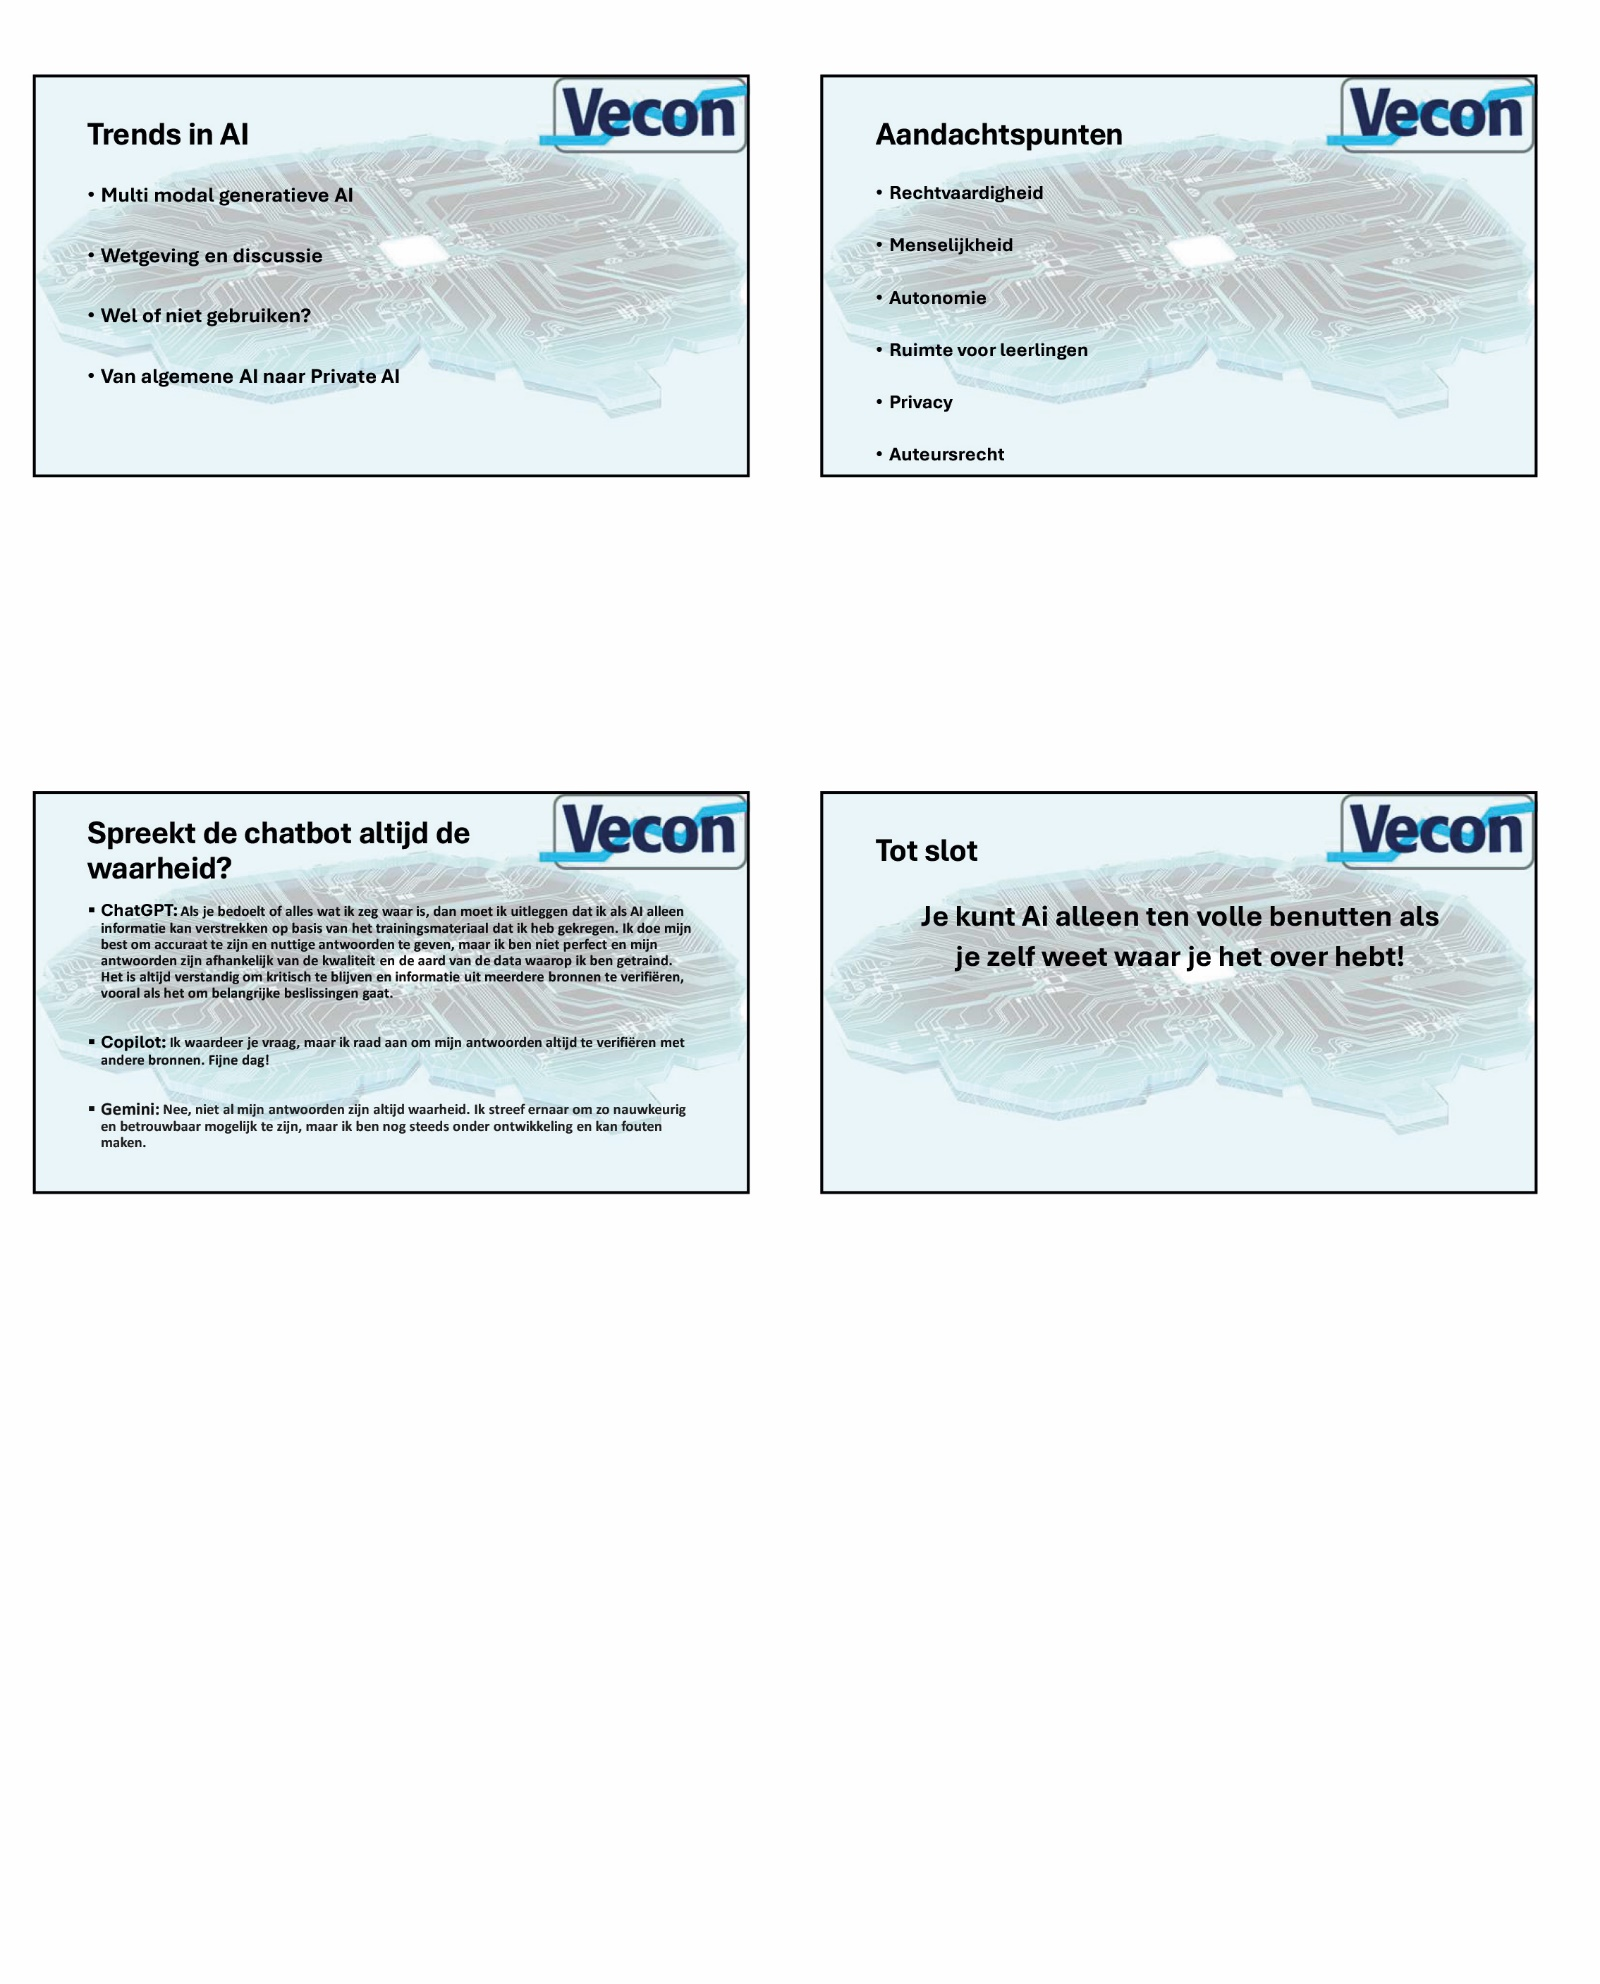 Vecon
Trends in AI
• Multi modal generatieve AI
• Wetgeving en discussie
• Wel of niet gebruiken?
• Van algemene AI naar Private AI
Vecon
Aandachtspunten
• Rechtvaardigheid
• Menselijkheid
• Autonomie
• Ruimte voor leerlingen
• Privacy
• Auteursrecht
Vecon
Spreekt de chatbot altijd de
waarheid?
▪ ChatGPT: Als je bedoelt of alles wat ik zeg waar is, dan moet ik uitleggen dat ik als AI alleen
informatie kan verstrekken op basis van het trainingsmateriaal dat ik heb gekregen. Ik doe mijn
best om accuraat te zijn en nuttige antwoorden te geven, maar ik ben niet perfect en mijn
antwoorden zijn afhankelijk van de kwaliteit en de aard van de data waarop ik ben getraind.
Het is altijd verstandig om kritisch te blijven en informatie uit meerdere bronnen te verifiëren,
vooral als het om belangrijke beslissingen gaat.
▪ Copilot: Ik waardeer je vraag, maar ik raad aan om mijn antwoorden altijd te verifiëren met
andere bronnen. Fijne dag!
▪ Gemini: Nee, niet al mijn antwoorden zijn altijd waarheid. Ik streef ernaar om zo nauwkeurig
en betrouwbaar mogelijk te zijn, maar ik ben nog steeds onder ontwikkeling en kan fouten
maken.
Vecon
Tot slot
Je kunt Ai alleen ten volle benutten als
je zelf weet waar je het over hebt!